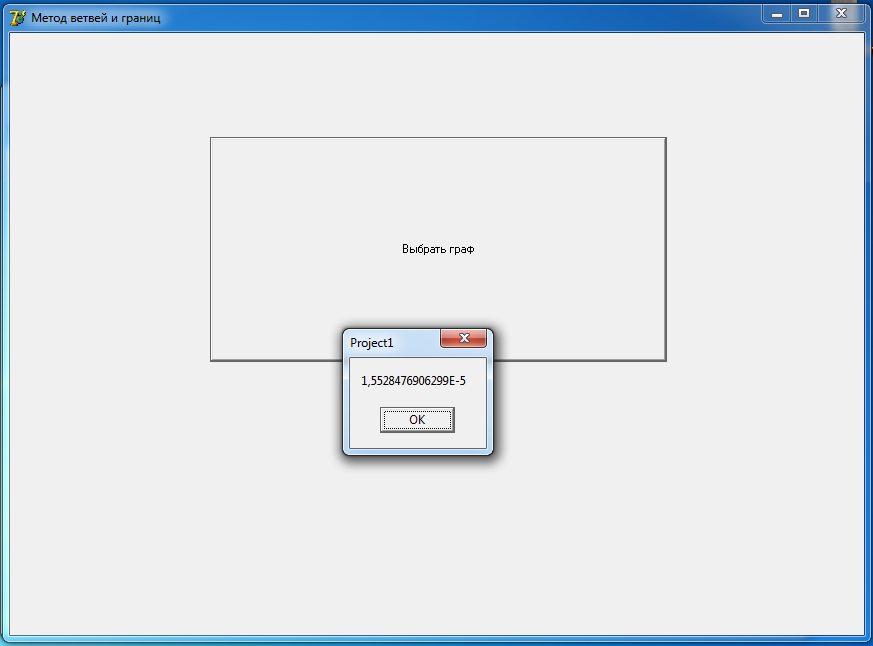 Метод ветвей и границ
Выбрать граф
Project1
1,5528476906299E-5
OK